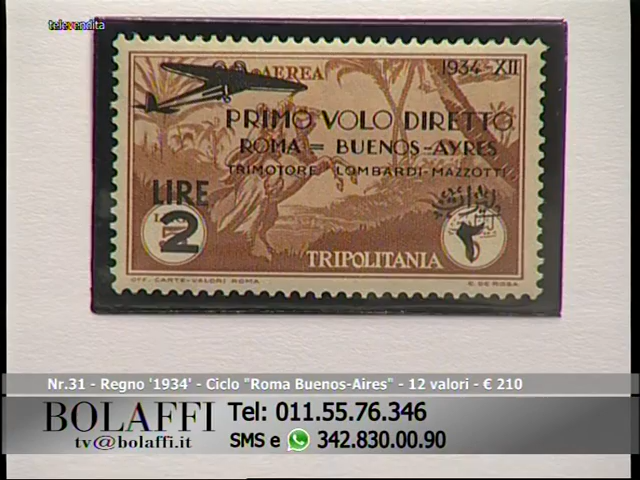 televendita
AEREA
1934-XII
PRIMO VOLO DIRETTO
ROMA = BUENOS-AYRES
TRIMOTORE "LOMBARDI-MAZZOTTI"
LIRE
2
٢
TRIPOLITANIA
OFF. CARTE-VALORI ROMA
C. DE ROSA
Nr.31 - Regno '1934' - Ciclo "Roma Buenos-Aires" - 12 valori - € 210
BOLAFFI
tv@bolaffi.it
Tel: 011.55.76.346
SMS e 342.830.00.90